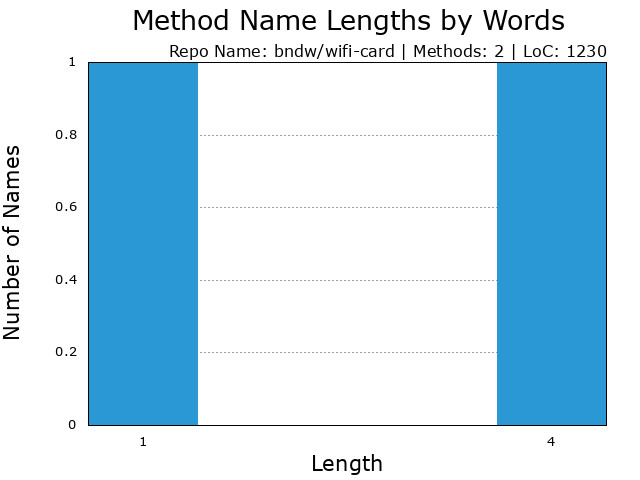 Method Name Lengths by Words
Repo Name: bndw/wifi-card | Methods: 2 | LoC: 1230
Number of Names
1
0.8
0.6
0.4
0.2
0
1 4
Length